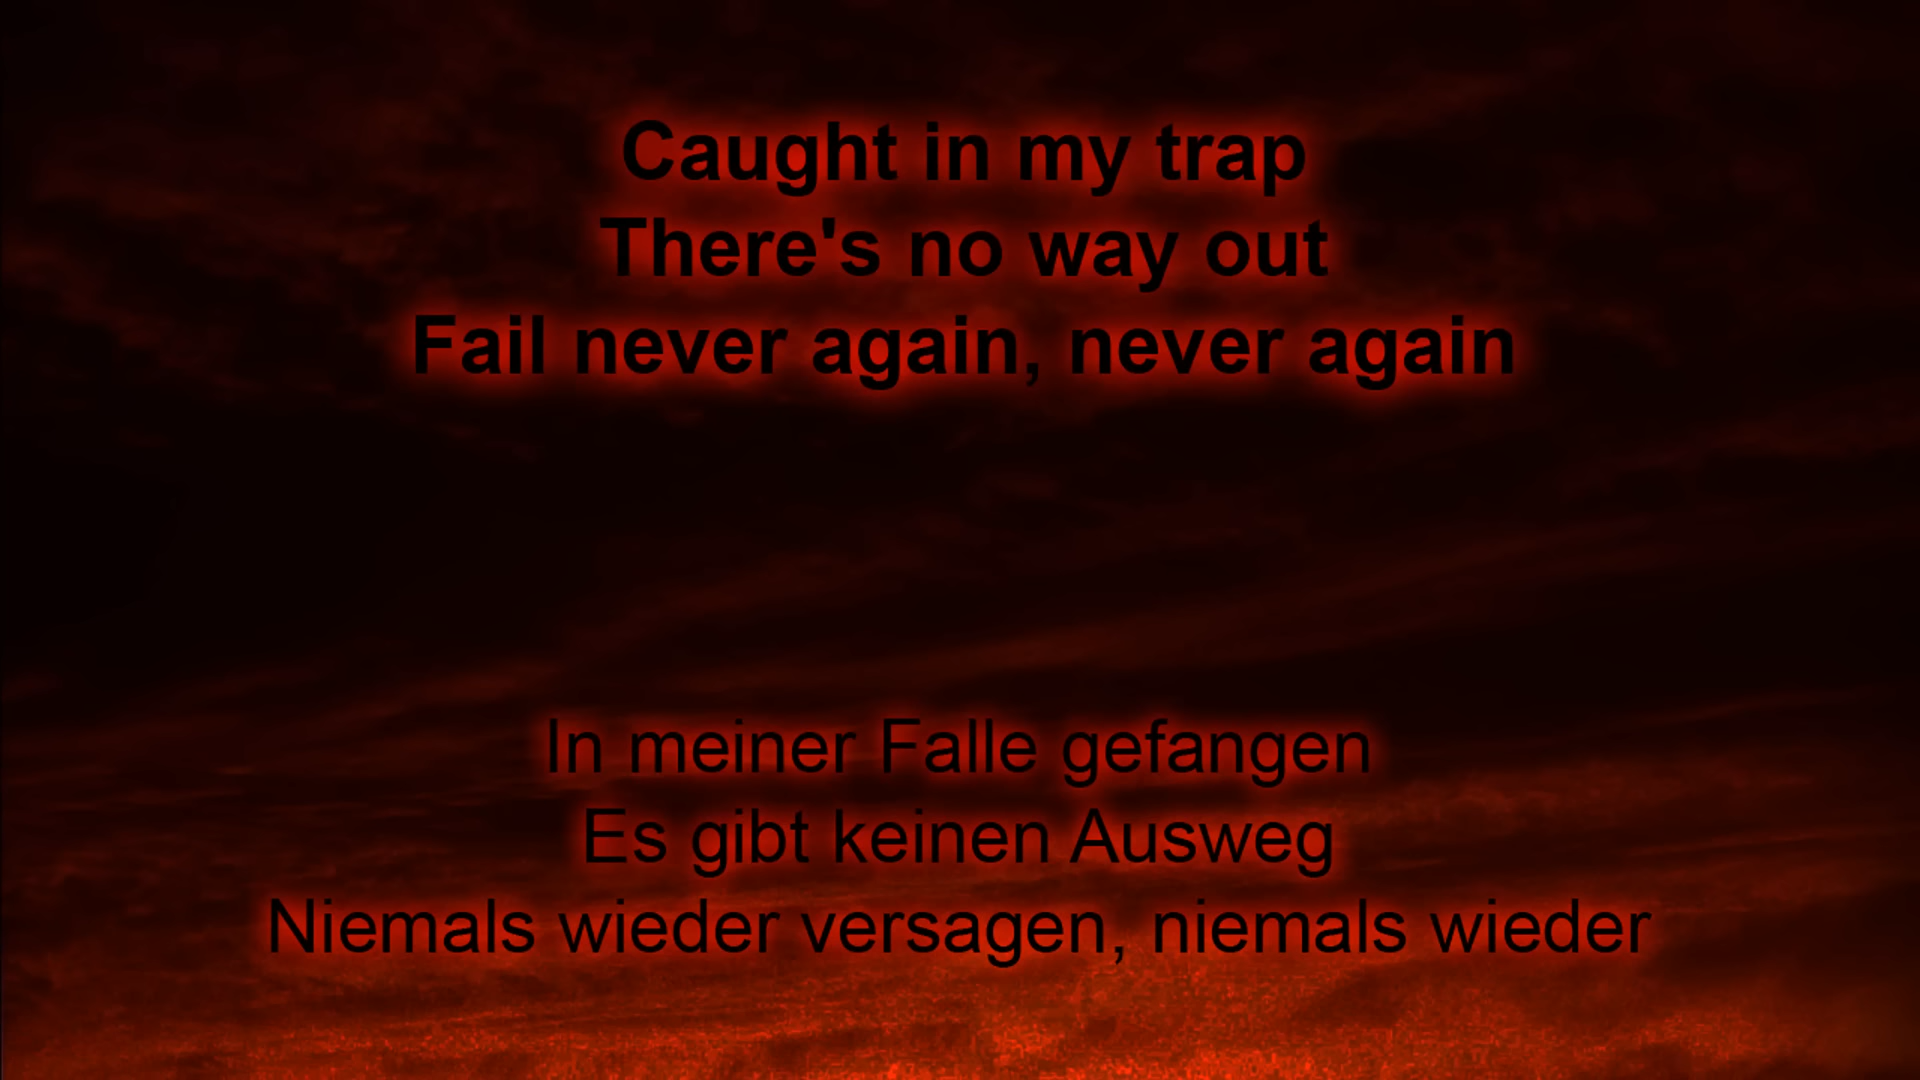 Caught in my trap
There's no way out
Fail never again, never again
In meiner Falle gefangen
Es gibt keinen Ausweg
Niemals wieder versagen, niemals wieder